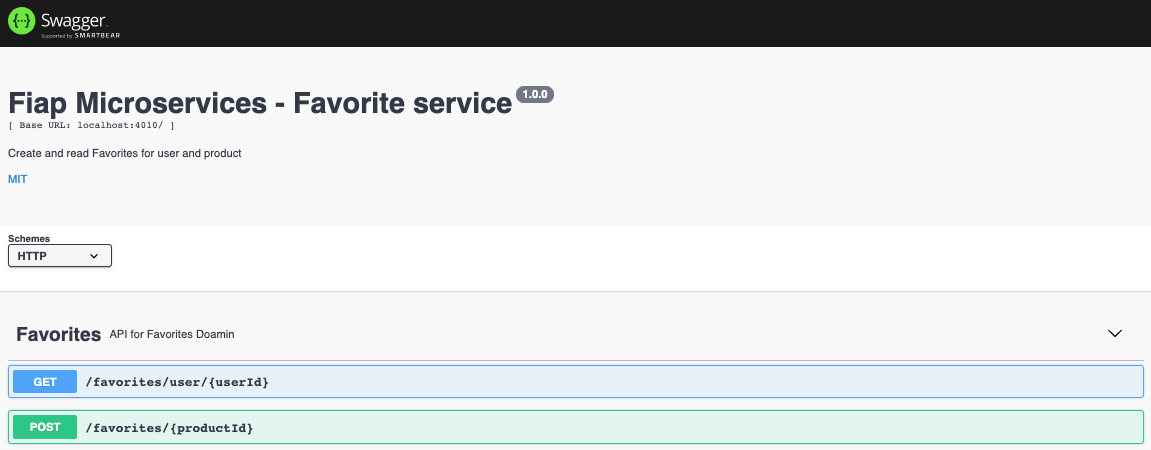 {···} Swagger.
Supported by SMARTBEAR
Fiap Microservices - Favorite service 1.0.0
[ Base URL: localhost:4010/ ]
Create and read Favorites for user and product
MIT
Schemes
HTTP
Favorites API for Favorites Doamin
GET /favorites/user/{userId}
POST /favorites/{productId}